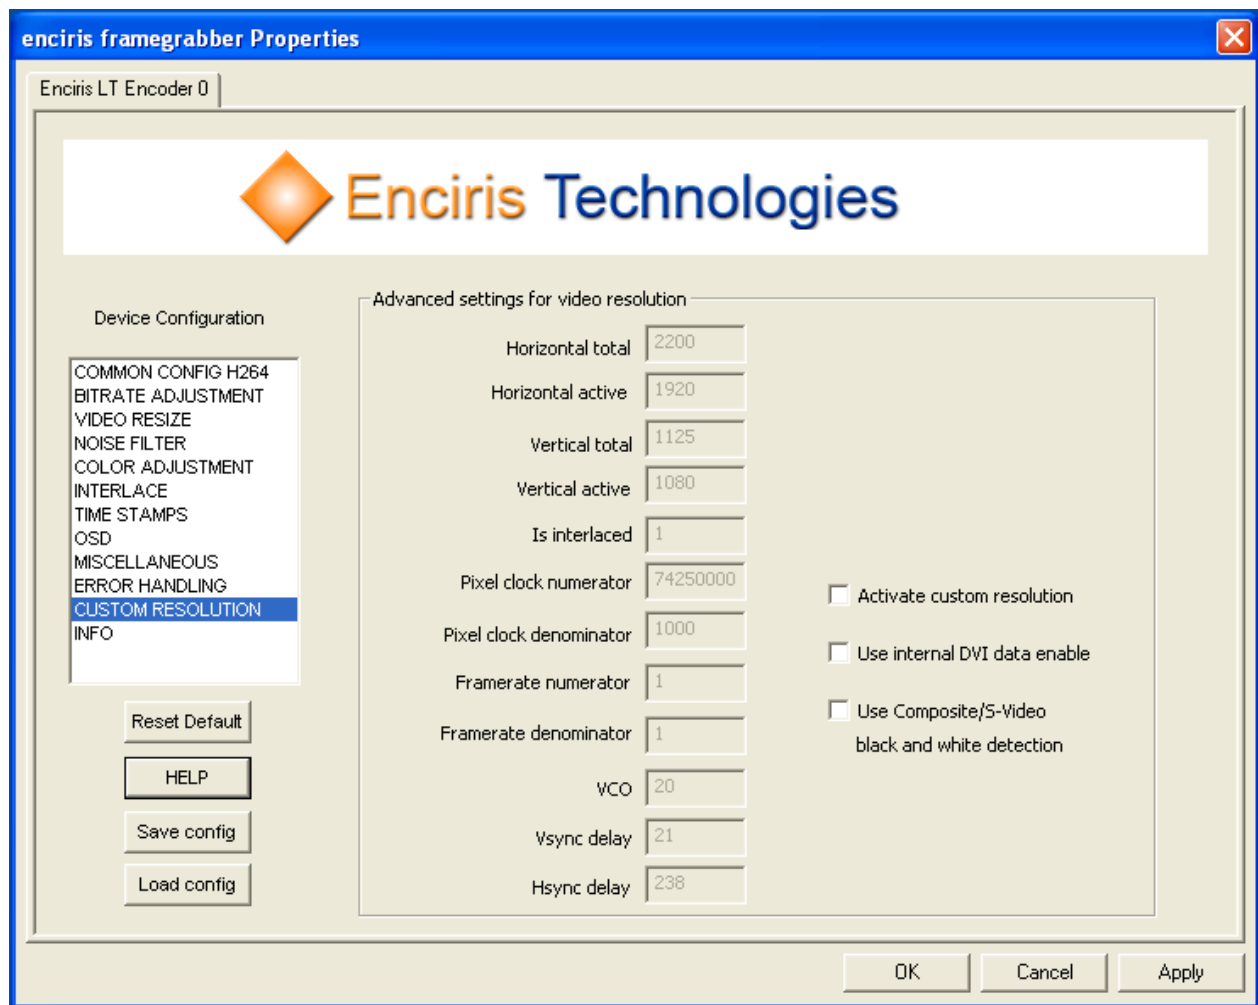 enciris framegrabber Properties
Enciris LT Encoder 0
Enciris Technologies
Device Configuration
COMMON CONFIG H264
BITRATE ADJUSTMENT
VIDEO RESIZE
NOISE FILTER
COLOR ADJUSTMENT
INTERLACE
TIME STAMPS
OSD
MISCELLANEOUS
ERROR HANDLING
CUSTOM RESOLUTION
INFO
Reset Default
HELP
Save config
Load config
Advanced settings for video resolution
Horizontal total 2200
Horizontal active 1920
Vertical total 1125
Vertical active 1080
Is interlaced 1
Pixel clock numerator 74250000
Pixel clock denominator 1000
Framerate numerator 1
Framerate denominator 1
VCO 20
Vsync delay 21
Hsync delay 238
Activate custom resolution
Use internal DVI data enable
Use Composite/S-Video
black and white detection
OK Cancel Apply